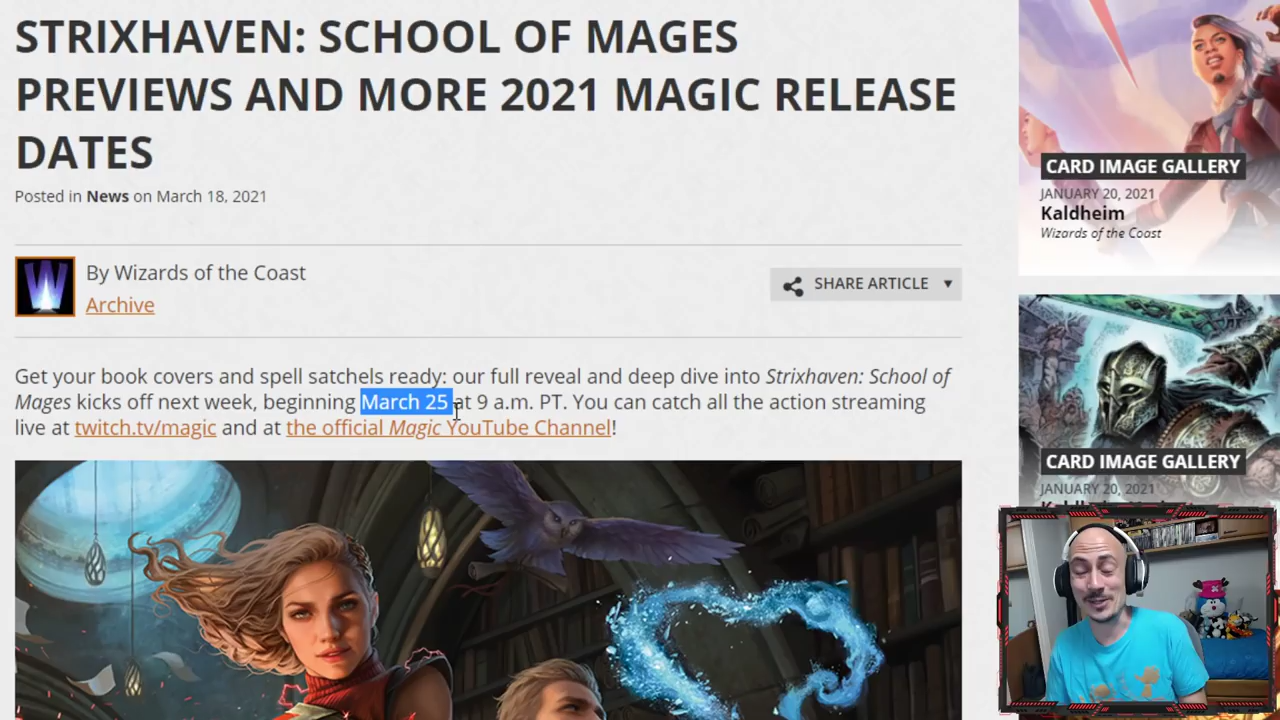 STRIXHAVEN: SCHOOL OF MAGES
PREVIEWS AND MORE 2021 MAGIC RELEASE
DATES
Posted in News on March 18, 2021
By Wizards of the Coast
Archive
SHARE ARTICLE
Get your book covers and spell satchels ready: our full reveal and deep dive into Strixhaven: School of
Mages kicks off next week, beginning March 25 at 9 a.m. PT. You can catch all the action streaming
live at twitch.tv/magic and at the official Magic YouTube Channel!
CARD IMAGE GALLERY
JANUARY 20, 2021
Kaldheim
Wizards of the Coast
CARD IMAGE GALLERY
JANUARY 20, 2021